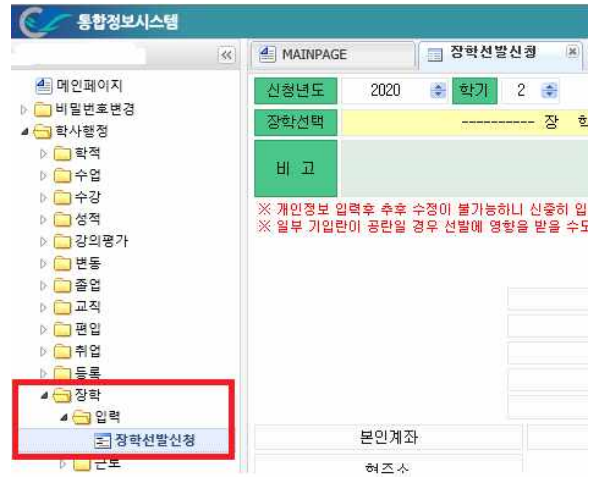 통합정보시스템
MAINPAGE
장학선발신청
메인페이지
비밀번호변경
학사행정
학적
수업
수강
성적
강의평가
변동
졸업
교직
편입
취업
등록
장학
입력
장학선발신청
근로
신청년도 2020 학기 2
장학선택 ---------- 장
비 고
※ 개인정보 입력후 추후 수정이 불가능하니 신중히 입
※ 일부 기입란이 공란일 경우 선발에 영향을 받을 수도
본인계좌
현주소